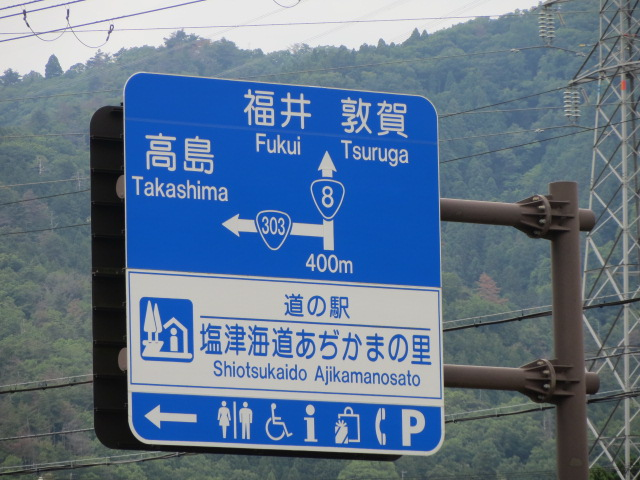 福井 敦賀
Fukui Tsuruga
高島
Takashima
8
303
400m
道の駅
塩津海道あぢかまの里
Shiotsukaido Ajikamanosato
i P